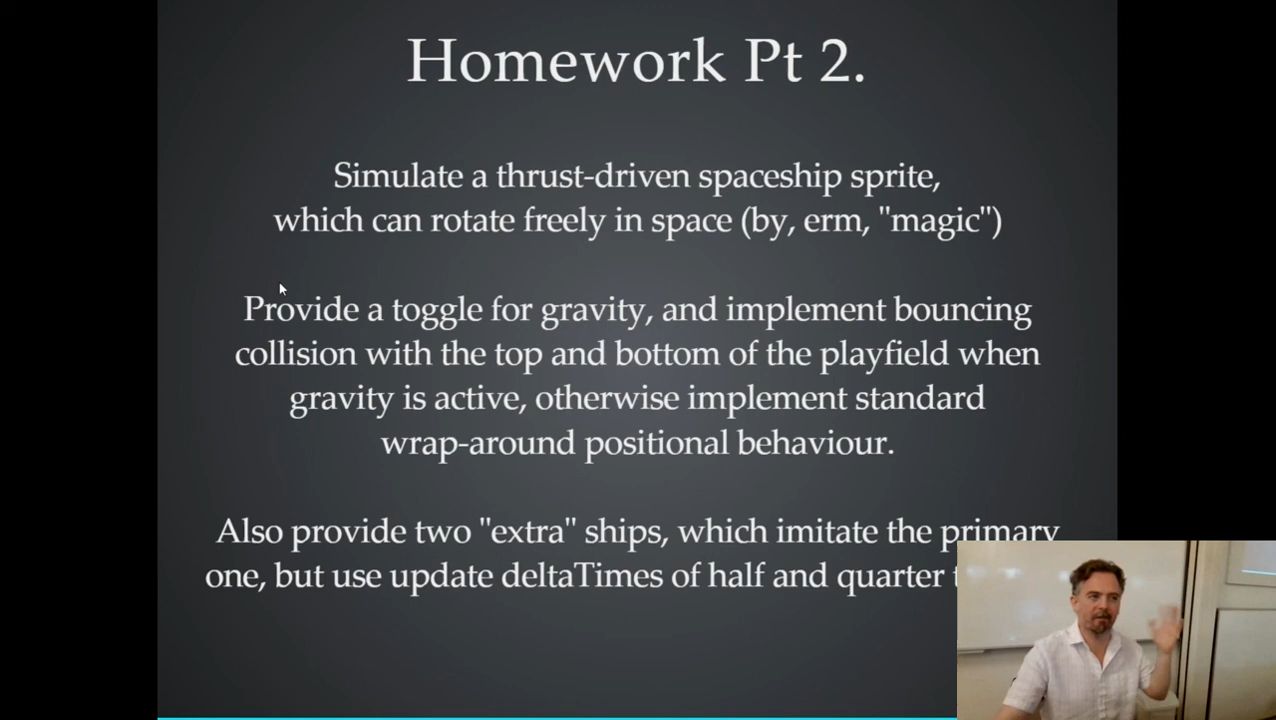 Homework Pt 2.
Simulate a thrust-driven spaceship sprite,
which can rotate freely in space (by, erm, "magic")
Provide a toggle for gravity, and implement bouncing
collision with the top and bottom of the playfield when
gravity is active, otherwise implement standard
wrap-around positional behaviour.
Also provide two "extra" ships, which imitate the primary
one, but use update deltaTimes of half and quarter